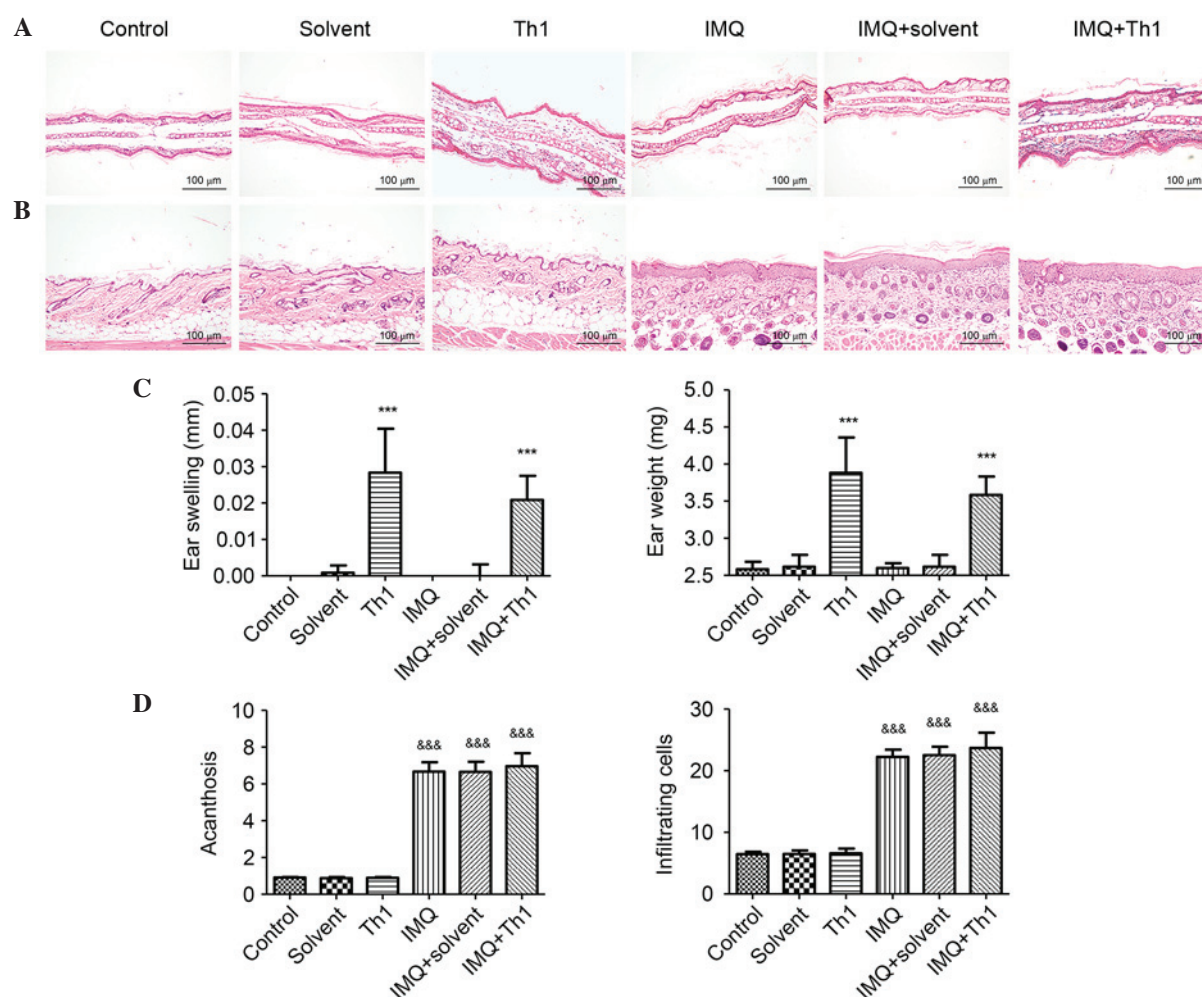 A
Control Solvent Th1 IMQ IMQ+solvent IMQ+Th1
100 μm 100 μm 100 μm 100 μm 100 μm 100 μm
B
100 μm 100 μm 100 μm 100 μm 100 μm 100 μm
C
Ear swelling (mm)
0.05
0.04
0.03
0.02
0.01
0.00
***
***
Control Solvent Th1 IMQ IMQ+solvent IMQ+Th1
Ear weight (mg)
5.0
4.5
4.0
3.5
3.0
2.5
***
***
Control Solvent Th1 IMQ IMQ+solvent IMQ+Th1
D
Acanthosis
10
8
6
4
2
0
&&& &&& &&&
Control Solvent Th1 IMQ IMQ+solvent IMQ+Th1
Infiltrating cells
30
20
10
0
&&& &&& &&&
Control Solvent Th1 IMQ IMQ+solvent IMQ+Th1